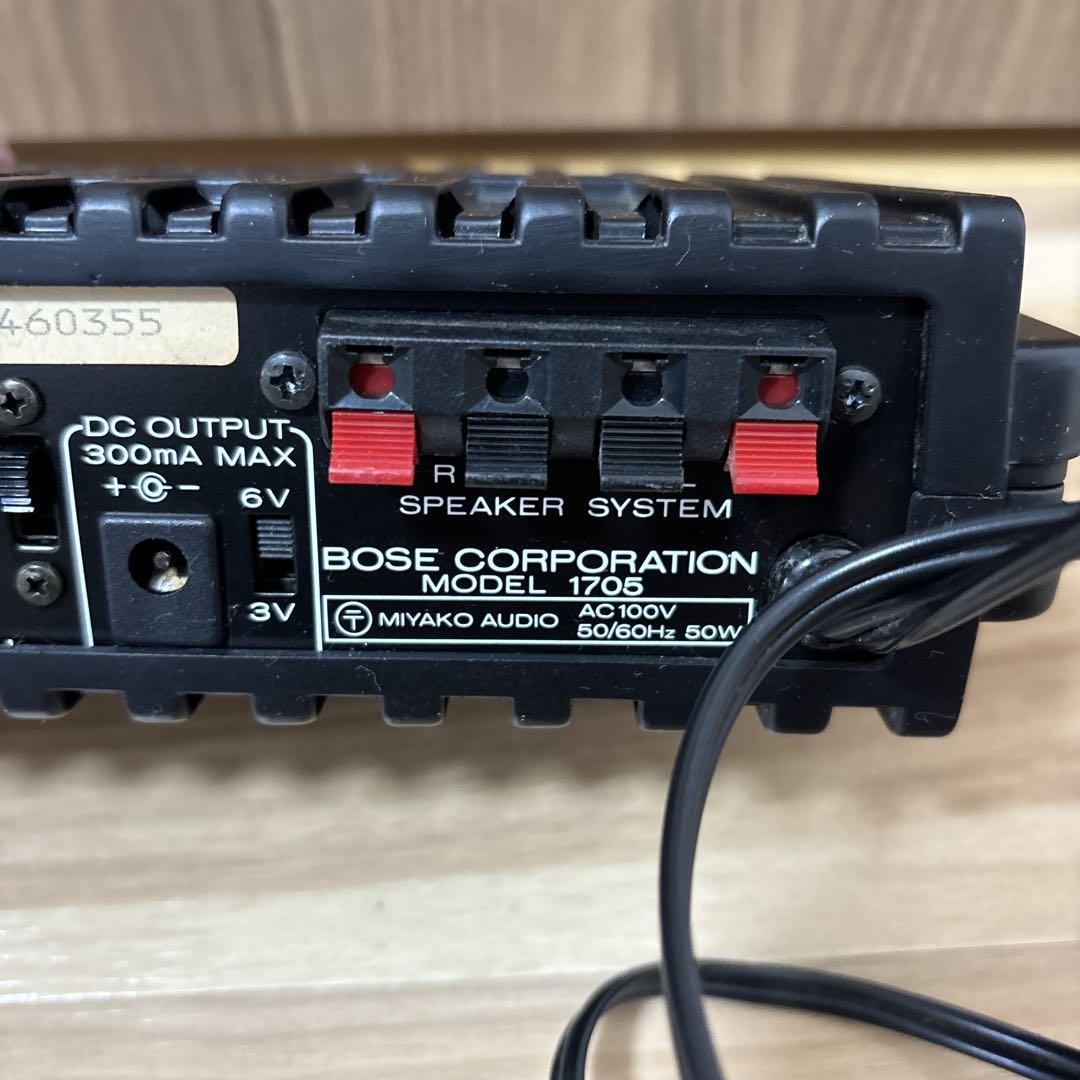 460355
DC OUTPUT
300mA MAX
+ -
6V
3V
R L
SPEAKER SYSTEM
BOSE CORPORATION
MODEL 1705
T MIYAKO AUDIO AC100V
50/60Hz 50W